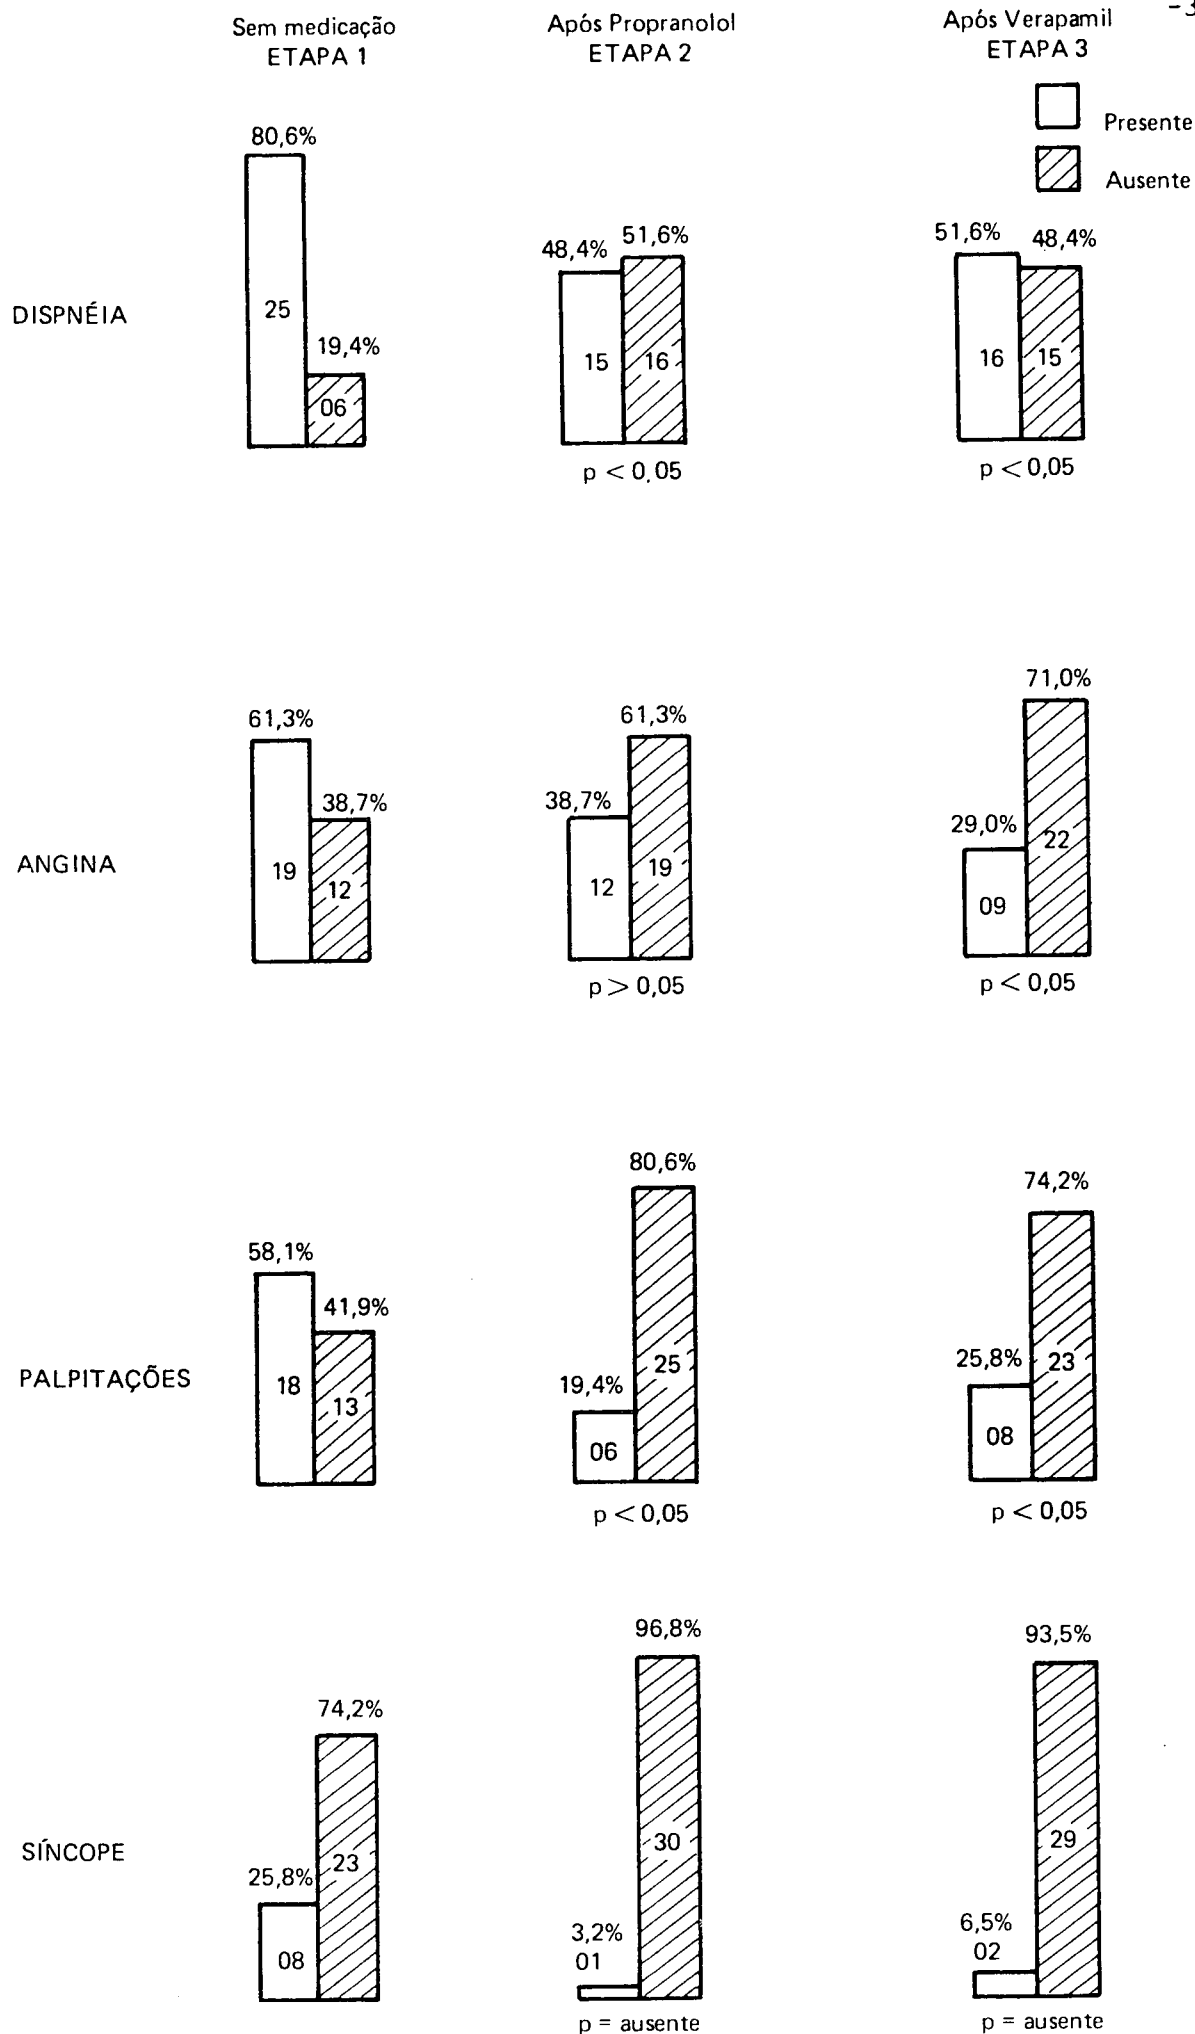 Sem medicação
ETAPA 1
Após Propranolol
ETAPA 2
Após Verapamil
ETAPA 3
-3
Presente
Ausente
DISPNÉIA
80,6%
25
19,4%
06
48,4%
15
51,6%
16
p < 0,05
51,6%
16
48,4%
15
p < 0,05
ANGINA
61,3%
19
38,7%
12
38,7%
12
61,3%
19
p > 0,05
29,0%
09
71,0%
22
p < 0,05
PALPITAÇÕES
58,1%
18
41,9%
13
19,4%
06
80,6%
25
p < 0,05
25,8%
08
74,2%
23
p < 0,05
SÍNCOPE
25,8%
08
74,2%
23
3,2%
01
96,8%
30
p = ausente
6,5%
02
93,5%
29
p = ausente